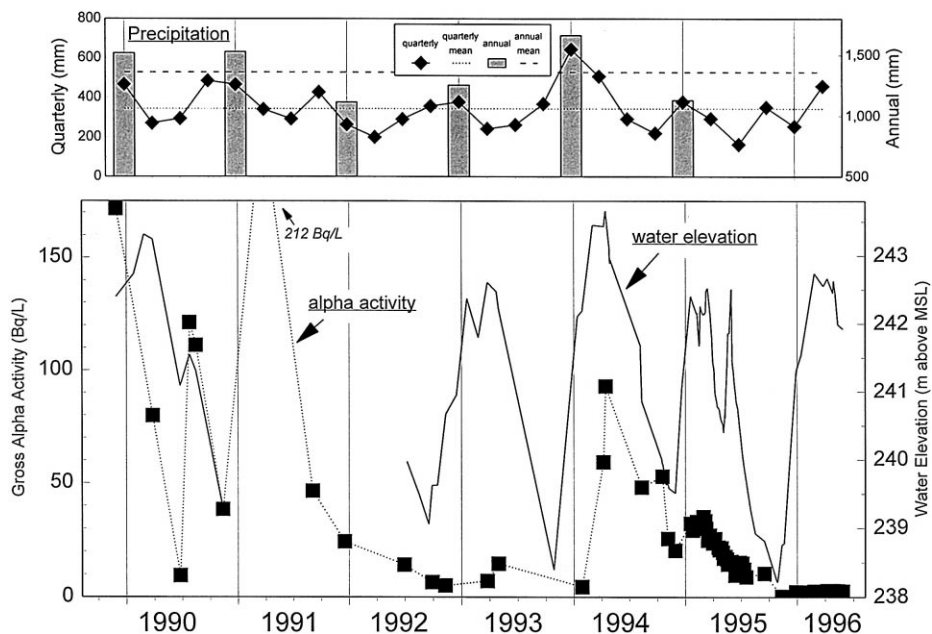 Precipitation
quarterly quarterly mean annual annual mean
Quarterly (mm)
800
600
400
200
0
Annual (mm)
1,500
1,000
500
212 Bq/L
water elevation
alpha activity
Gross Alpha Activity (Bq/L)
150
100
50
0
Water Elevation (m above MSL)
243
242
241
240
239
238
1990 1991 1992 1993 1994 1995 1996